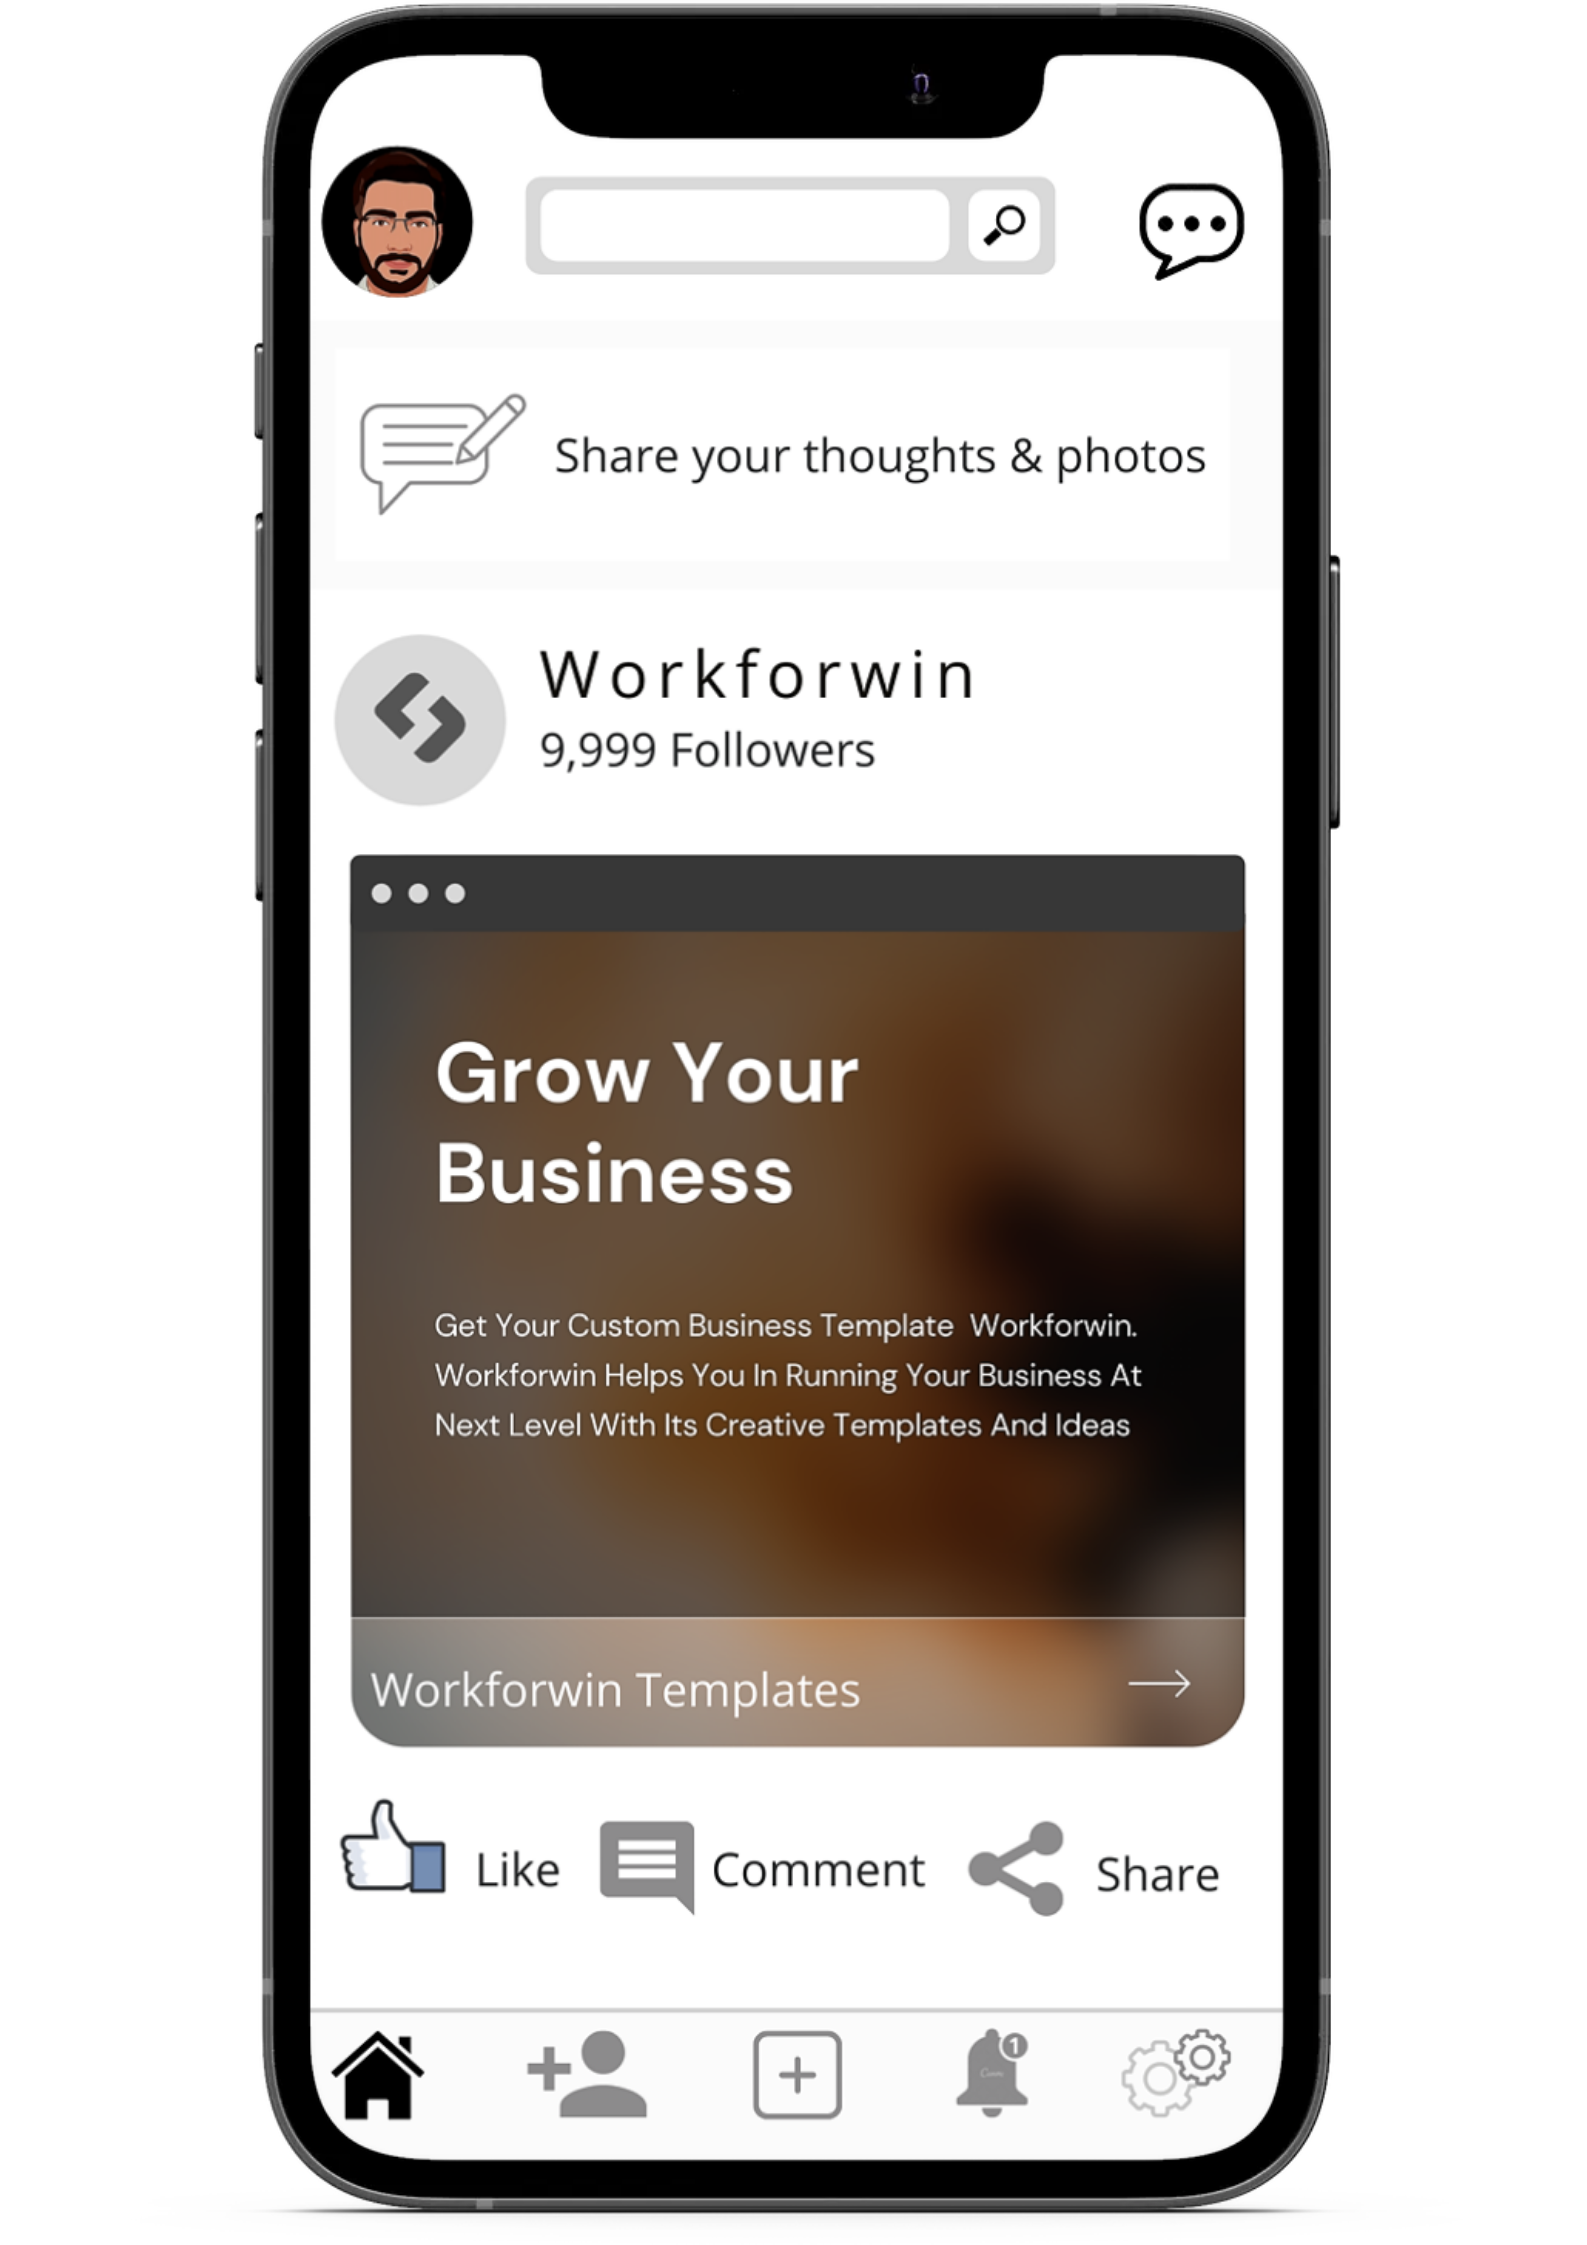 Share your thoughts & photos
Workforwin
9,999 Followers
Grow Your
Business
Get Your Custom Business Template  Workforwin.
Workforwin Helps You In Running Your Business At
Next Level With Its Creative Templates And Ideas
Workforwin Templates
Like
Comment
Share
1